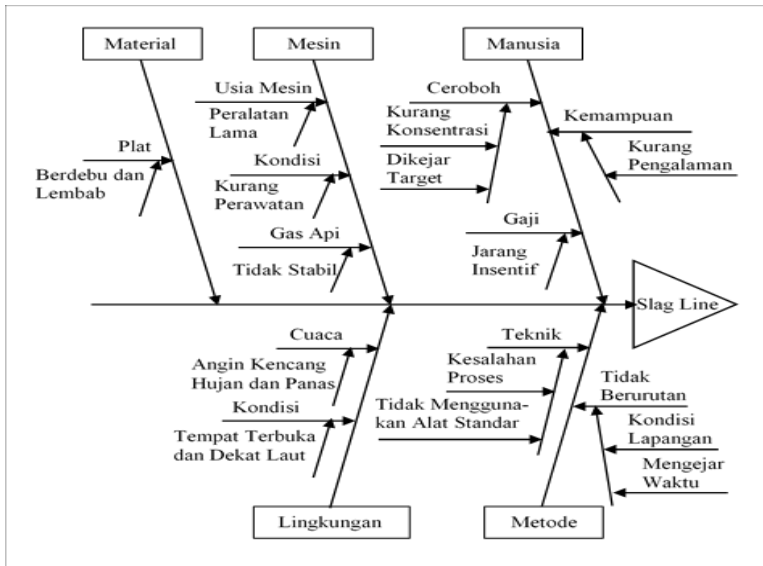 Material
Mesin
Manusia
Usia Mesin
Peralatan
Lama
Ceroboh
Kurang
Konsentrasi
Dikejar
Target
Kemampuan
Kurang
Pengalaman
Plat
Berdebu dan
Lembab
Kondisi
Kurang
Perawatan
Gas Api
Tidak Stabil
Gaji
Jarang
Insentif
Slag Line
Cuaca
Angin Kencang
Hujan dan Panas
Kondisi
Tempat Terbuka
dan Dekat Laut
Teknik
Kesalahan
Proses
Tidak Mengguna-
kan Alat Standar
Tidak
Berurutan
Kondisi
Lapangan
Mengejar
Waktu
Lingkungan
Metode